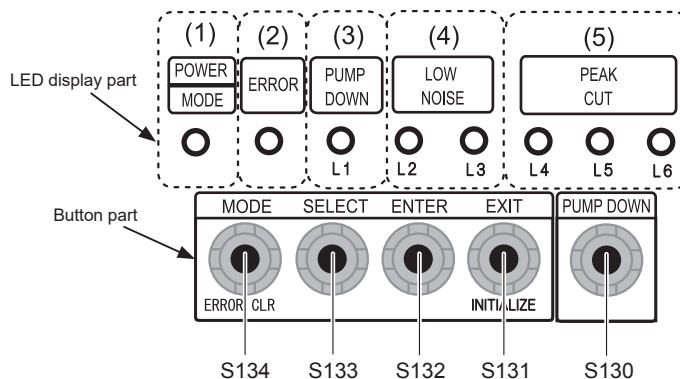 (1) (2) (3) (4) (5)
LED display part
POWER
MODE
ERROR
PUMP
DOWN
LOW
NOISE
PEAK
CUT
L1 L2 L3 L4 L5 L6
Button part
MODE SELECT ENTER EXIT PUMP DOWN
ERROR CLR INITIALIZE
S134 S133 S132 S131 S130